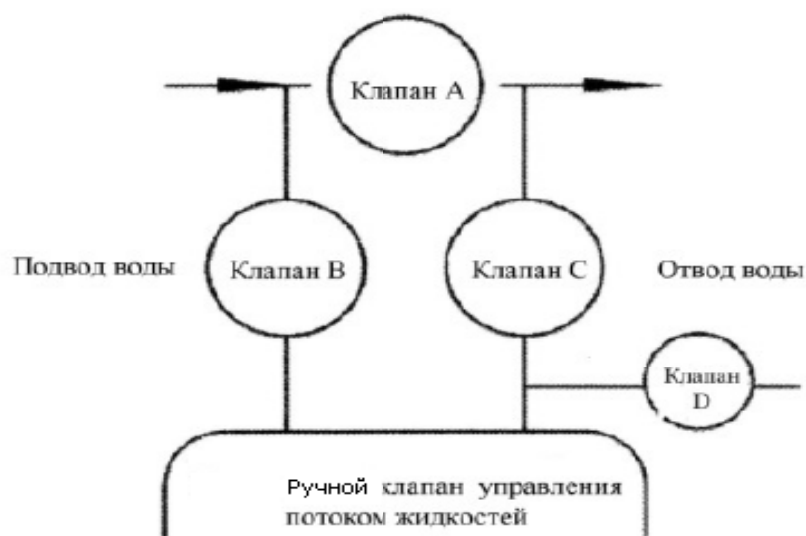 Клапан A
Подвод воды
Клапан B
Клапан C
Отвод воды
Клапан
D
Ручной клапан управления
потоком жидкостей